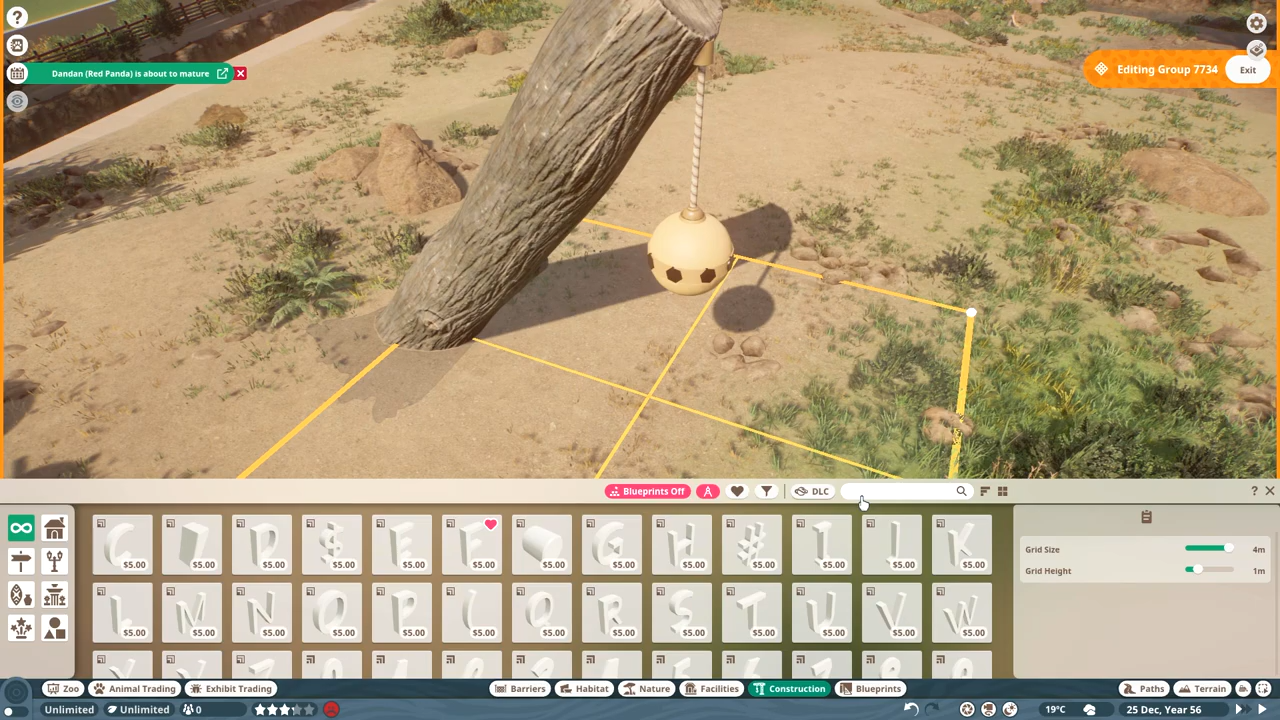 ?
Dandan (Red Panda) is about to mature
Editing Group 7734
Exit
Blueprints Off
DLC
?
$5.00 $5.00 $5.00 $5.00 $5.00 $5.00 $5.00 $5.00 $5.00 $5.00 $5.00 $5.00 $5.00
$5.00 $5.00 $5.00 $5.00 $5.00 $5.00 $5.00 $5.00 $5.00 $5.00 $5.00 $5.00 $5.00
Grid Size 4m
Grid Height 1m
Zoo Animal Trading Exhibit Trading Barriers Habitat Nature Facilities Construction Blueprints Paths Terrain
Unlimited Unlimited 0 19°C 25 Dec, Year 56